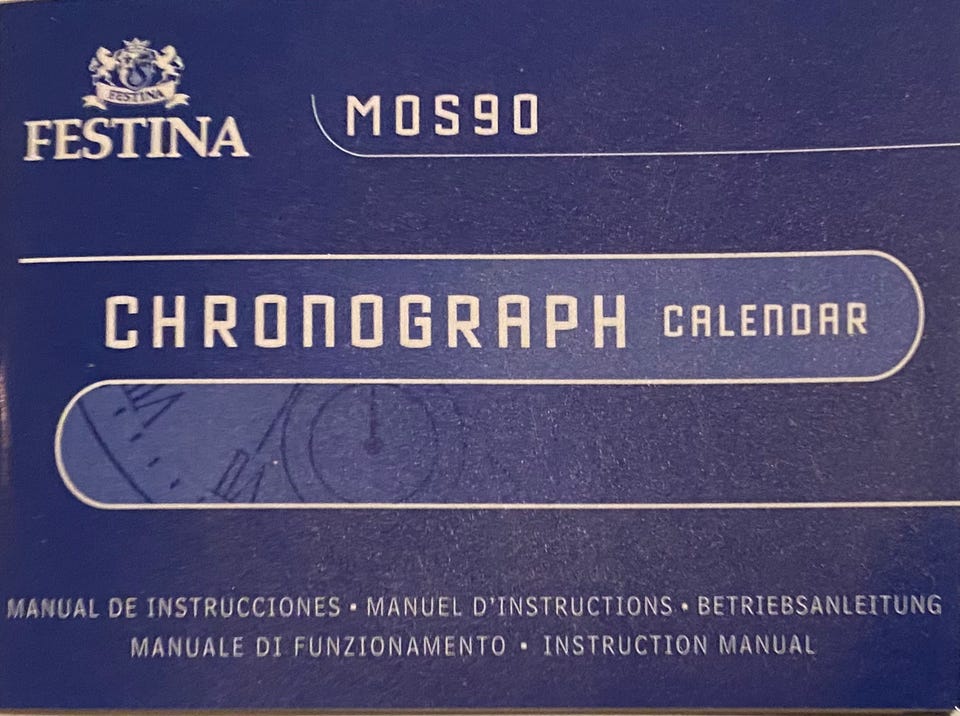 FESTINA
FESTINA
MOS90
CHRONOGRAPH CALENDAR
MANUAL DE INSTRUCCIONES • MANUEL D'INSTRUCTIONS • BETRIEBSANLEITUNG
MANUALE DI FUNZIONAMENTO • INSTRUCTION MANUAL